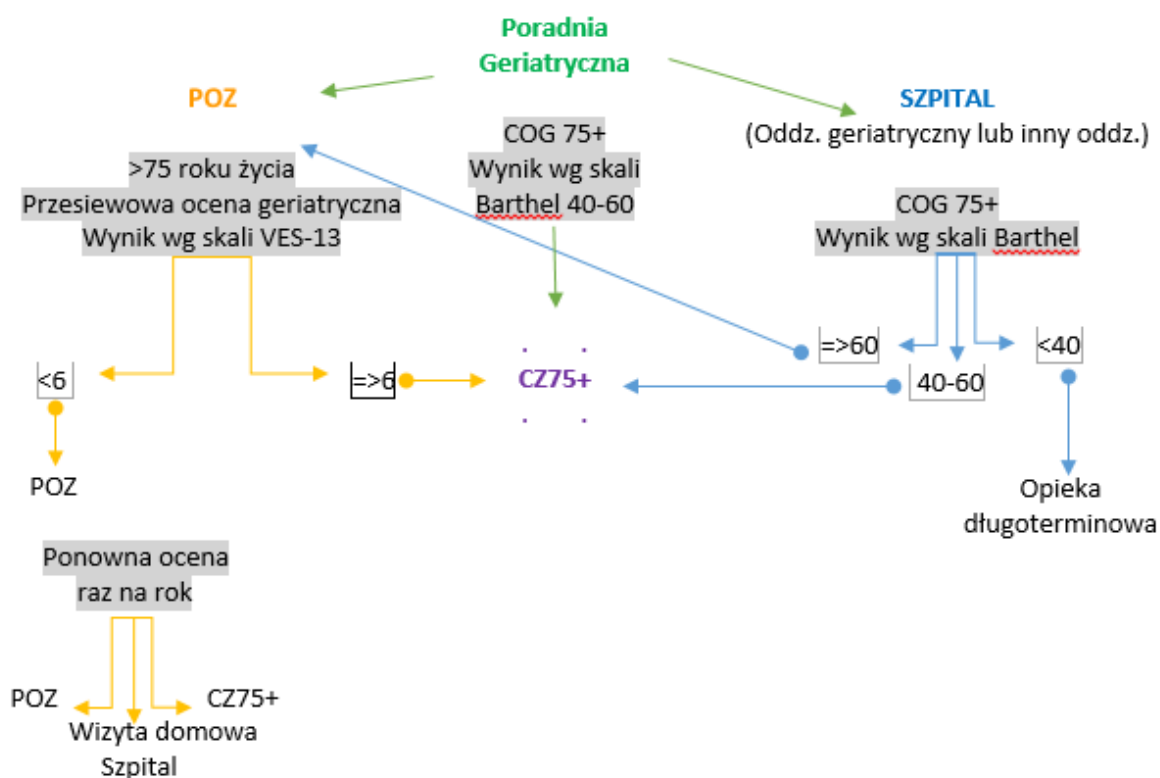 Poradnia
Geriatryczna
POZ
>75 roku życia
Przesiewowa ocena geriatryczna
Wynik wg skali VES-13
COG 75+
Wynik wg skali
Barthel 40-60
SZPITAL
(Oddz. geriatryczny lub inny oddz.)
COG 75+
Wynik wg skali Barthel
<6
=>6
CZ75+
=>60
40-60
<40
POZ
Opieka
długoterminowa
Ponowna ocena
raz na rok
POZ
CZ75+
Wizyta domowa
Szpital